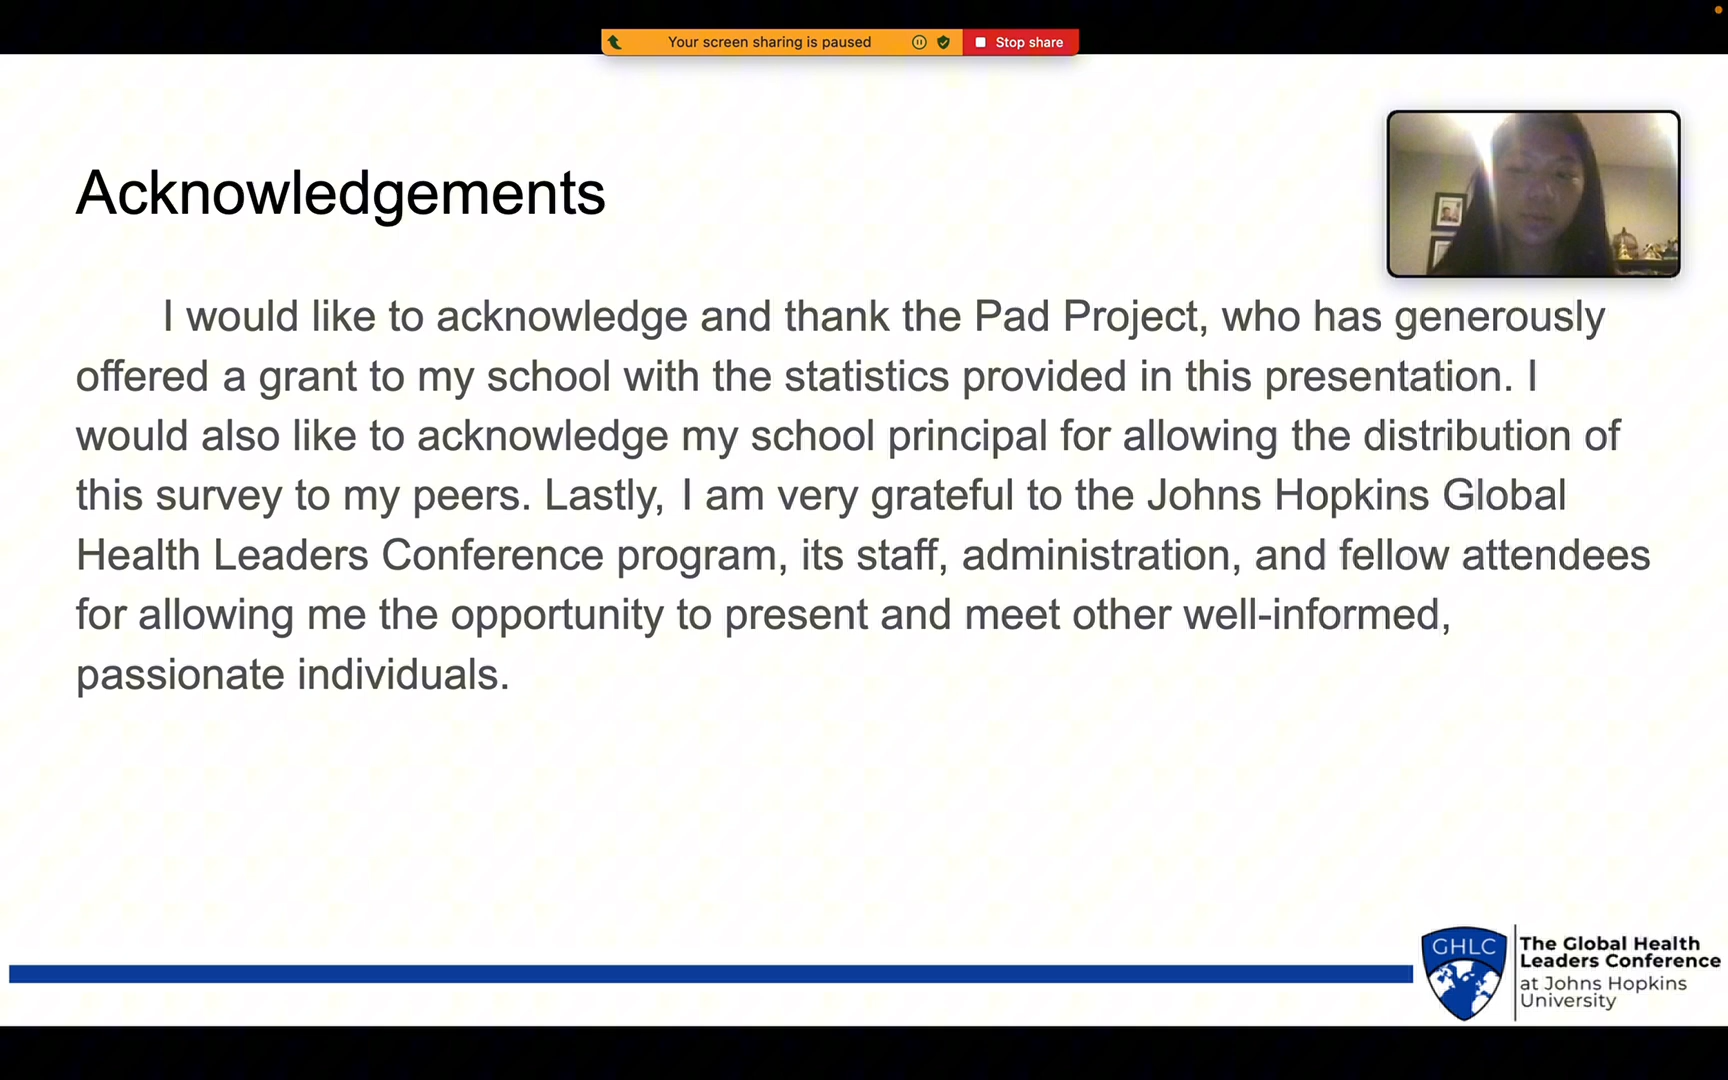 Your screen sharing is paused
Stop share
Acknowledgements
I would like to acknowledge and thank the Pad Project, who has generously
offered a grant to my school with the statistics provided in this presentation. I
would also like to acknowledge my school principal for allowing the distribution of
this survey to my peers. Lastly, I am very grateful to the Johns Hopkins Global
Health Leaders Conference program, its staff, administration, and fellow attendees
for allowing me the opportunity to present and meet other well-informed,
passionate individuals.
GHLC
The Global Health
Leaders Conference
at Johns Hopkins
University